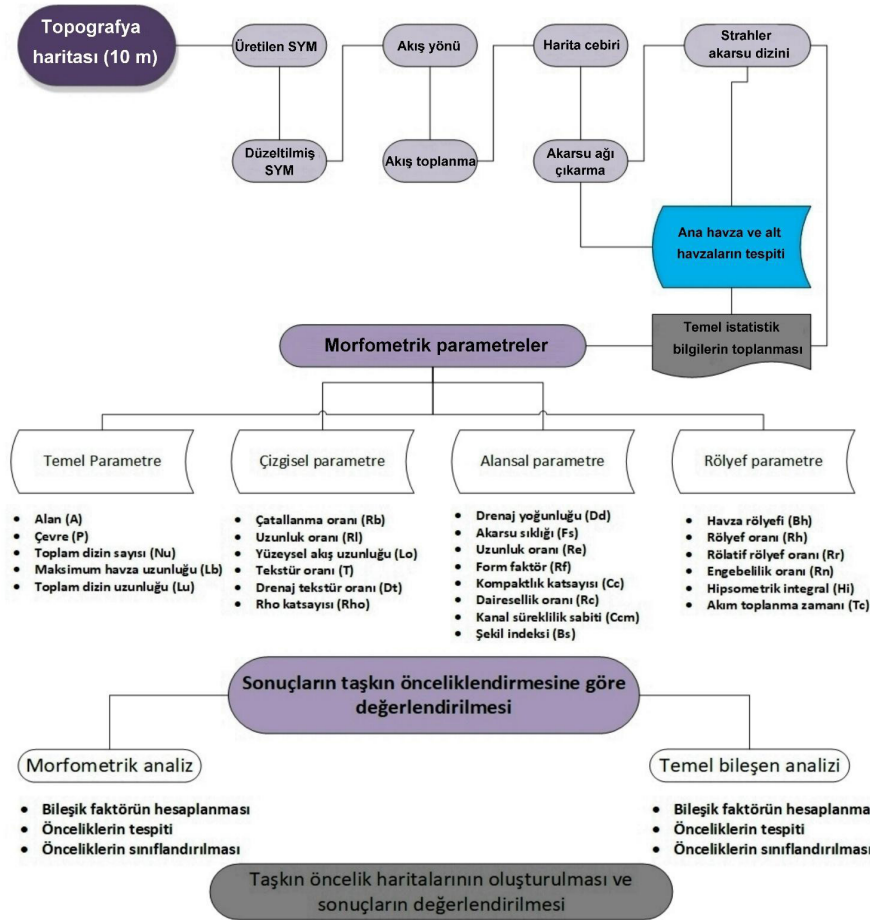 Topografya
haritası (10 m)
Üretilen SYM
Akış yönü
Harita cebiri
Strahler
akarsu dizini
Düzeltilmiş
SYM
Akış toplanma
Akarsu ağı
çıkarma
Ana havza ve alt
havzaların tespiti
Temel istatistik
bilgilerin toplanması
Morfometrik parametreler
Temel Parametre
• Alan (A)
• Çevre (P)
• Toplam dizin sayısı (Nu)
• Maksimum havza uzunluğu (Lb)
• Toplam dizin uzunluğu (Lu)
Çizgisel parametre
• Çatallanma oranı (Rb)
• Uzunluk oranı (Rl)
• Yüzeysel akış uzunluğu (Lo)
• Tekstür oranı (T)
• Drenaj tekstür oranı (Dt)
• Rho katsayısı (Rho)
Alansal parametre
• Drenaj yoğunluğu (Dd)
• Akarsu sıklığı (Fs)
• Uzunluk oranı (Re)
• Form faktör (Rf)
• Kompaktlık katsayısı (Cc)
• Dairesellik oranı (Rc)
• Kanal süreklilik sabiti (Ccm)
• Şekil indeksi (Bs)
Rölyef parametre
• Havza rölyefi (Bh)
• Rölyef oranı (Rh)
• Rölatif rölyef oranı (Rr)
• Engebelilik oranı (Rn)
• Hipsometrik integral (Hi)
• Akım toplanma zamanı (Tc)
Sonuçların taşkın önceliklendirmesine göre
değerlendirilmesi
Morfometrik analiz
• Bileşik faktörün hesaplanması
• Önceliklerin tespiti
• Önceliklerin sınıflandırılması
Temel bileşen analizi
• Bileşik faktörün hesaplanma
• Önceliklerin tespiti
• Önceliklerin sınıflandırılması
Taşkın öncelik haritalarının oluşturulması ve
sonuçların değerlendirilmesi